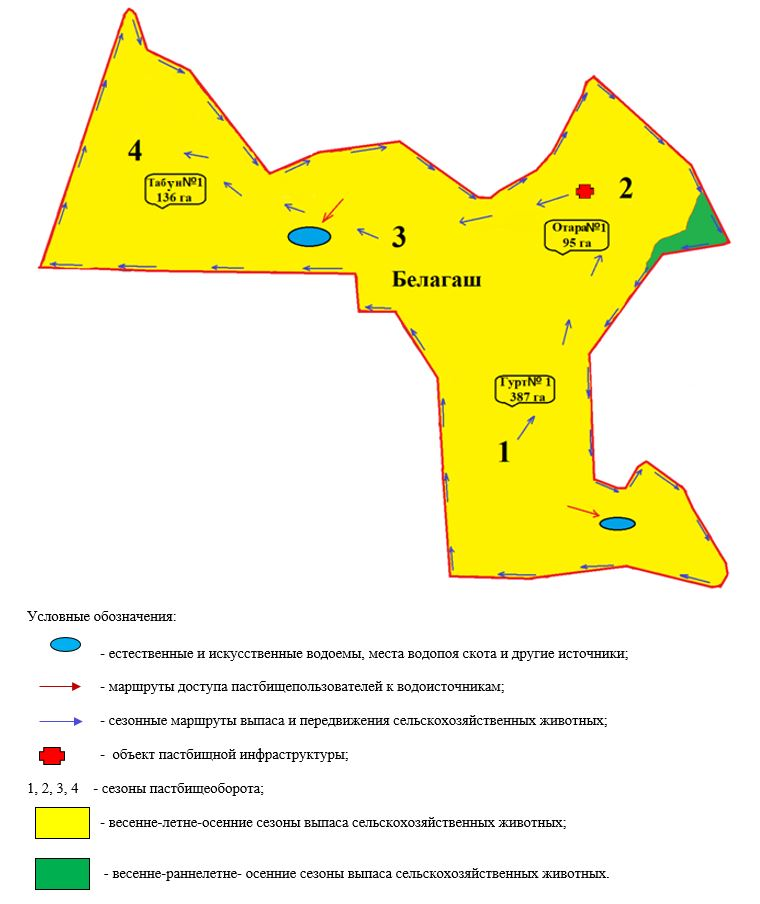 4
Табун№1
136 га
2
Отара№1
95 га
3
Белагаш
Гурт№ 1
387 га
1
Условные обозначения:
- естественные и искусственные водоемы, места водопоя скота и другие источники;
- маршруты доступа пастбищепользователей к водоисточникам;
- сезонные маршруты выпаса и передвижения сельскохозяйственных животных;
- объект пастбищной инфраструктуры;
1, 2, 3, 4 - сезоны пастбищеоборота;
- весенне-летне-осенние сезоны выпаса сельскохозяйственных животных;
- весенне-раннелетне- осенние сезоны выпаса сельскохозяйственных животных.